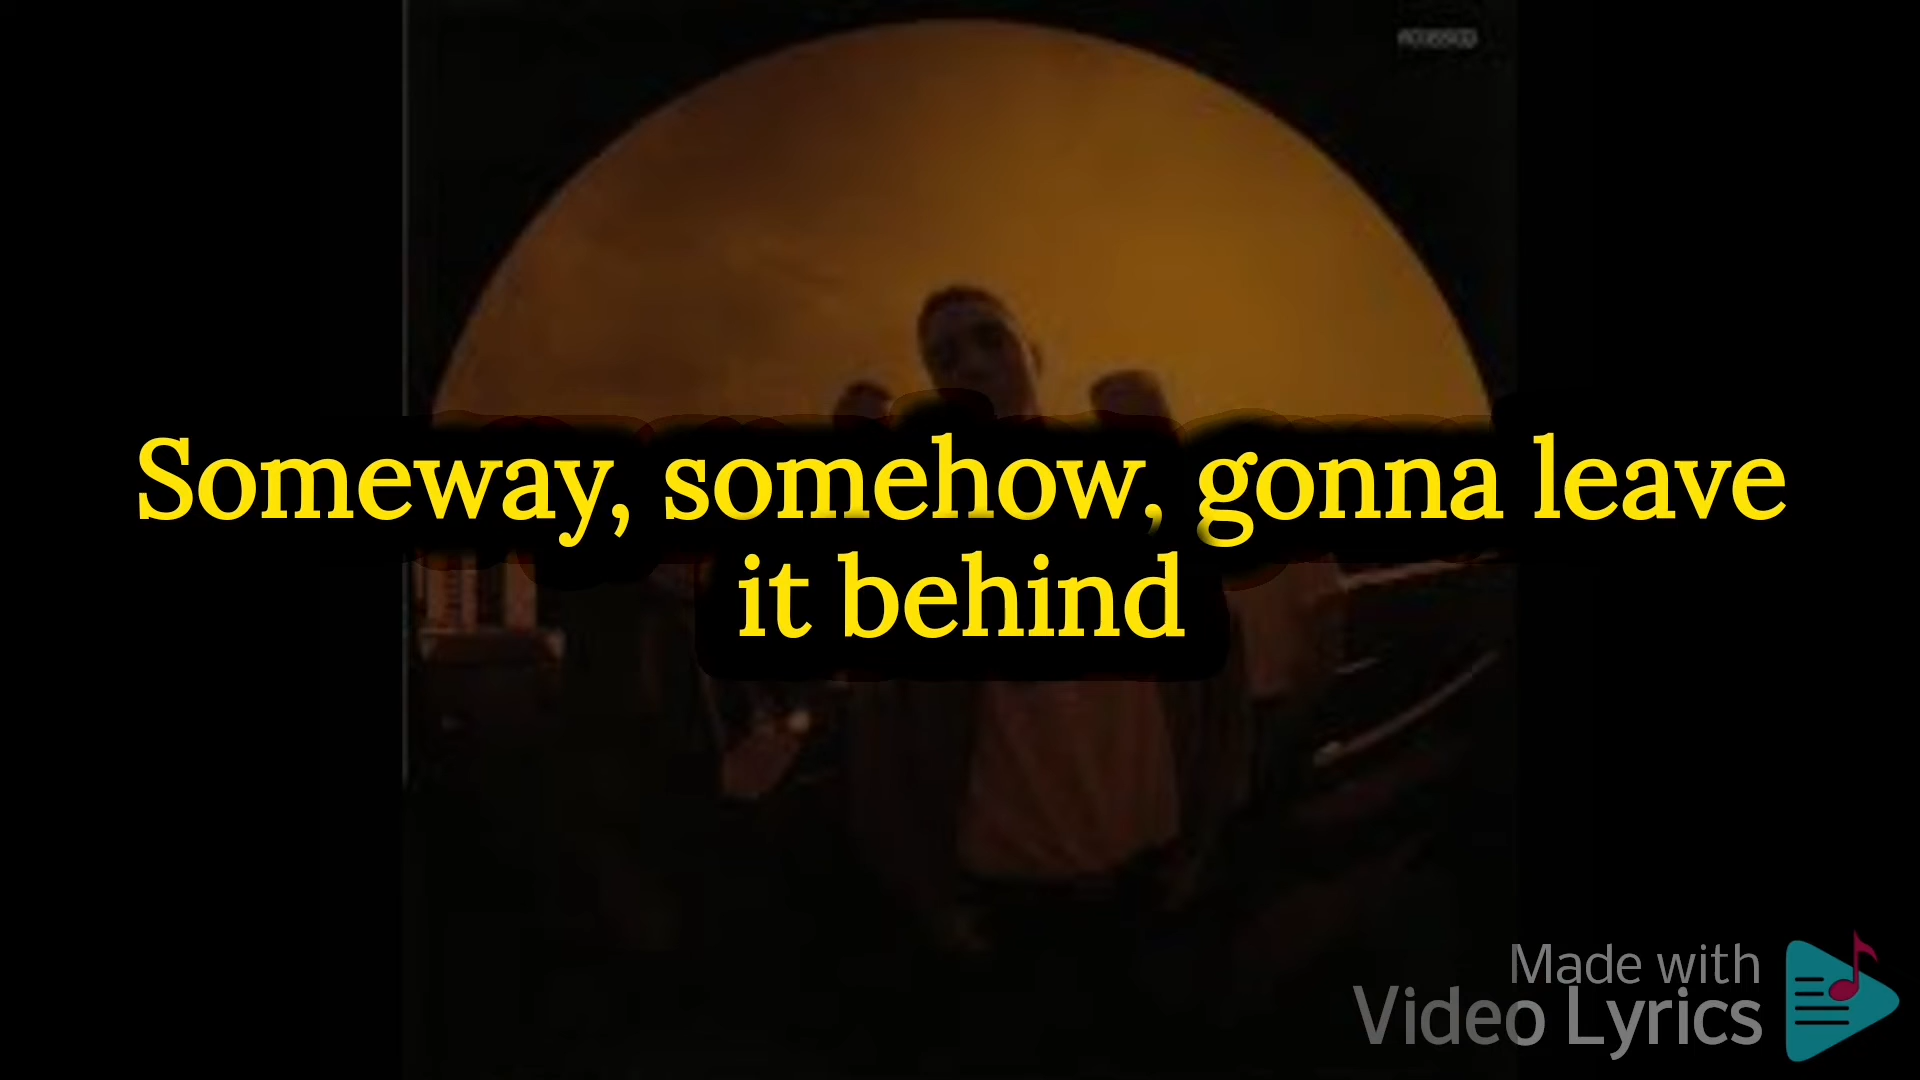 Someway, somehow, gonna leave
it behind
Made with
Video Lyrics